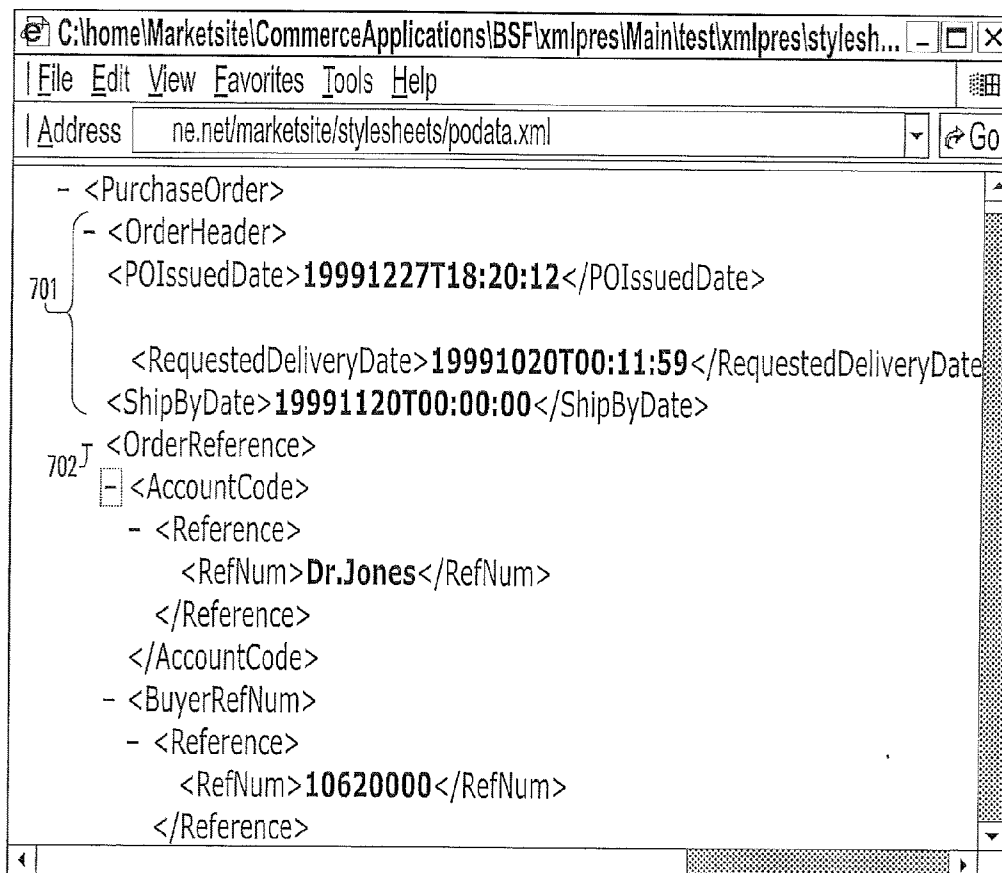 C:\home\Marketsite\CommerceApplications\BSF\xmlpres\Main\test\xmlpres\stylesh...
File Edit View Favorites Tools Help
Address ne.net/marketsite/stylesheets/podata.xml Go
- <PurchaseOrder>
- <OrderHeader>
<POIssuedDate>19991227T18:20:12</POIssuedDate>
701
<RequestedDeliveryDate>19991020T00:11:59</RequestedDeliveryDate
<ShipByDate>19991120T00:00:00</ShipByDate>
702 <OrderReference>
- <AccountCode>
- <Reference>
<RefNum>Dr.Jones</RefNum>
</Reference>
</AccountCode>
- <BuyerRefNum>
- <Reference>
<RefNum>10620000</RefNum>
</Reference>